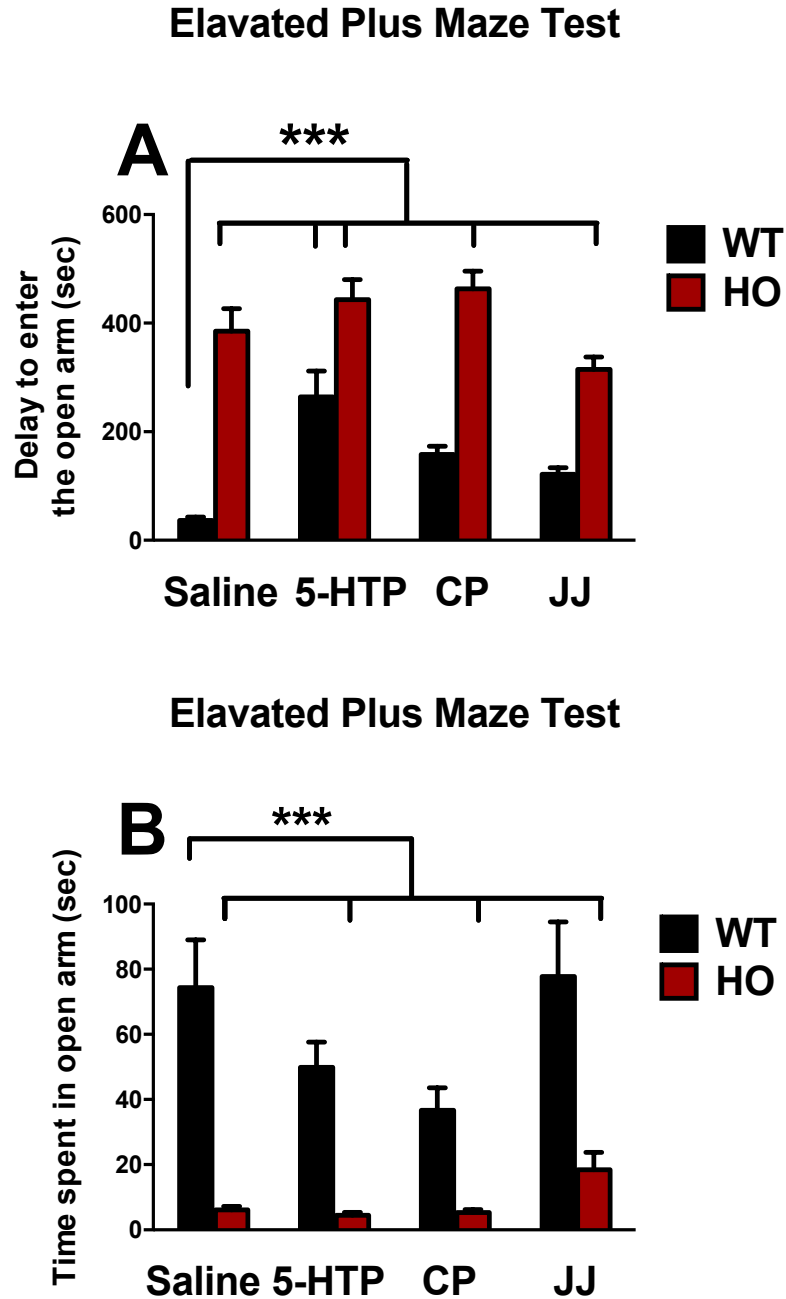 Elavated Plus Maze Test
A
***
600
400
200
0
Delay to enter
the open arm (sec)
WT
HO
Saline 5-HTP CP JJ
Elavated Plus Maze Test
B
***
100
80
60
40
20
0
Time spent in open arm (sec)
WT
HO
Saline 5-HTP CP JJ